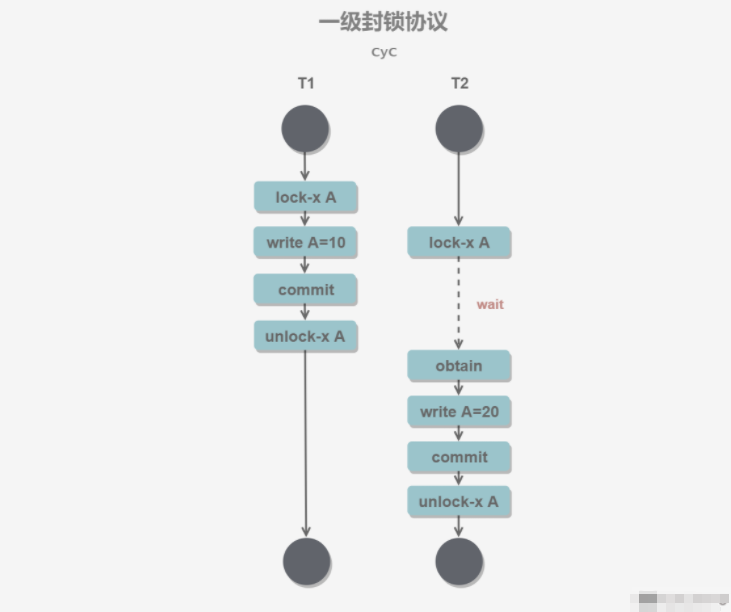 一级封锁协议
CyC
T1 T2
lock-x A
write A=10 lock-x A
commit
wait
unlock-x A
obtain
write A=20
commit
unlock-x A